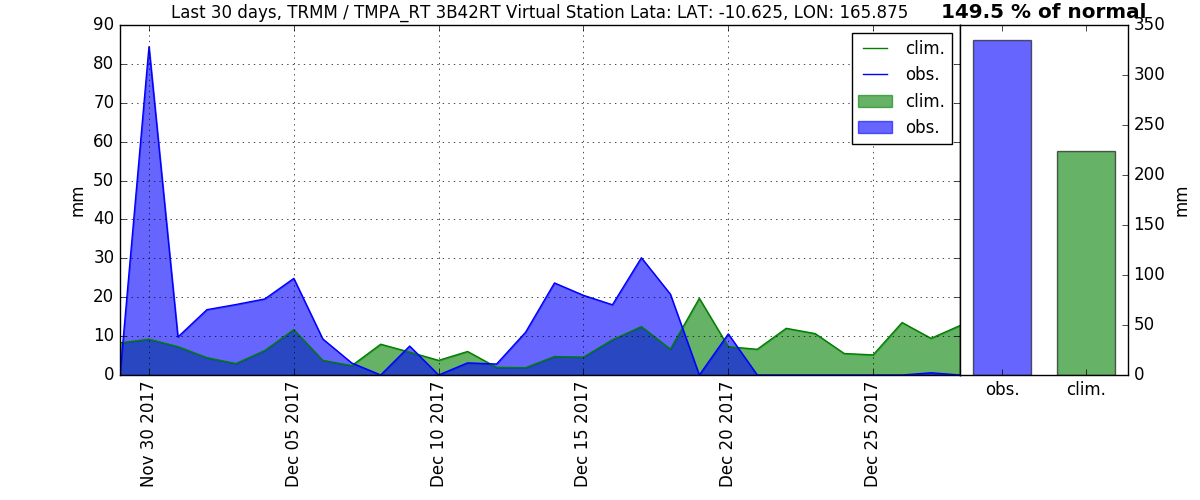 Last 30 days, TRMM / TMPA_RT 3B42RT Virtual Station Lata: LAT: -10.625, LON: 165.875
149.5 % of normal
90
80
70
60
50
40
30
20
10
0
mm
clim.
obs.
clim.
obs.
Nov 30 2017
Dec 05 2017
Dec 10 2017
Dec 15 2017
Dec 20 2017
Dec 25 2017
350
300
250
200
150
100
50
0
mm
obs.
clim.